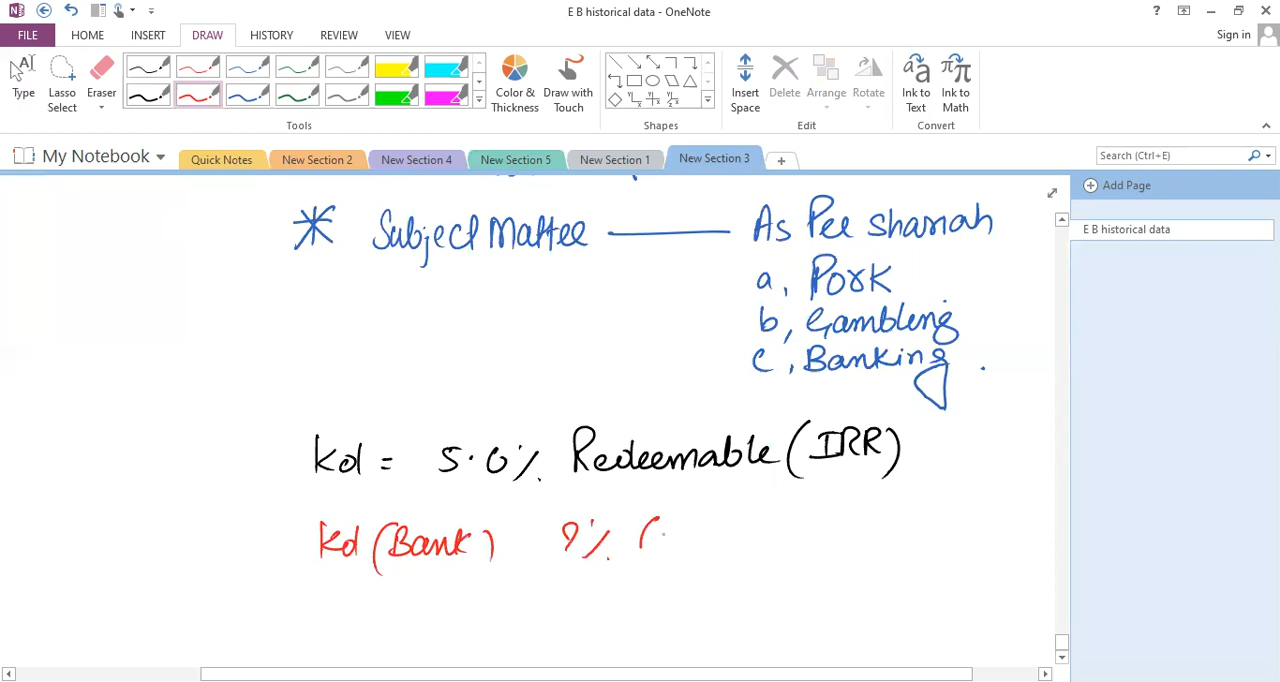 E B historical data - OneNote
Sign in
FILE HOME INSERT DRAW HISTORY REVIEW VIEW
Type Lasso Select Eraser Color & Thickness Draw with Touch Insert Space Delete Arrange Rotate Ink to Text Ink to Math
Tools Shapes Edit Convert
My Notebook Quick Notes New Section 2 New Section 4 New Section 5 New Section 1 New Section 3
Search (Ctrl+E)
Add Page
E B historical data
* Subject Matter —— As Per Shariah
a, Pork
b, Gambling
c, Banking.
Kd = 5.0% Redeemable (IRR)
Kd (Bank) 9% (